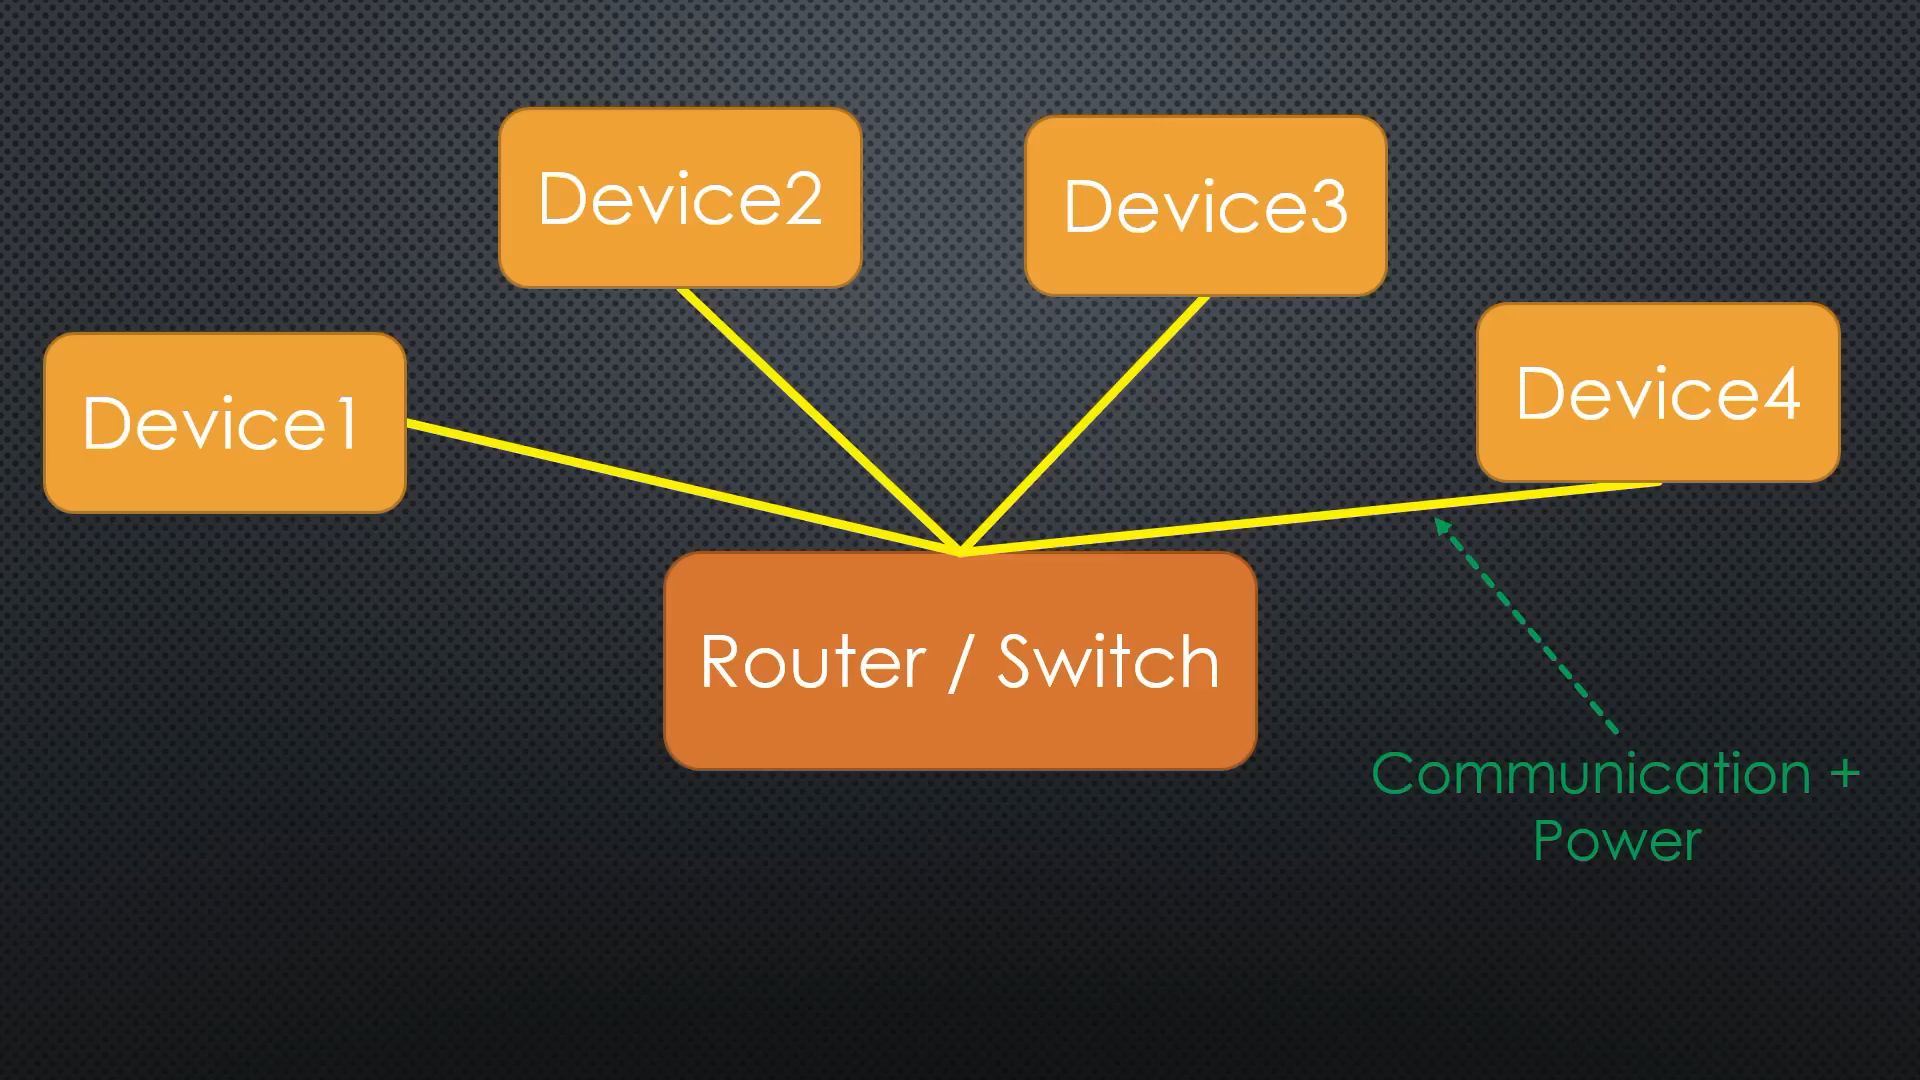 Device2
Device3
Device4
Device1
Router / Switch
Communication +
Power